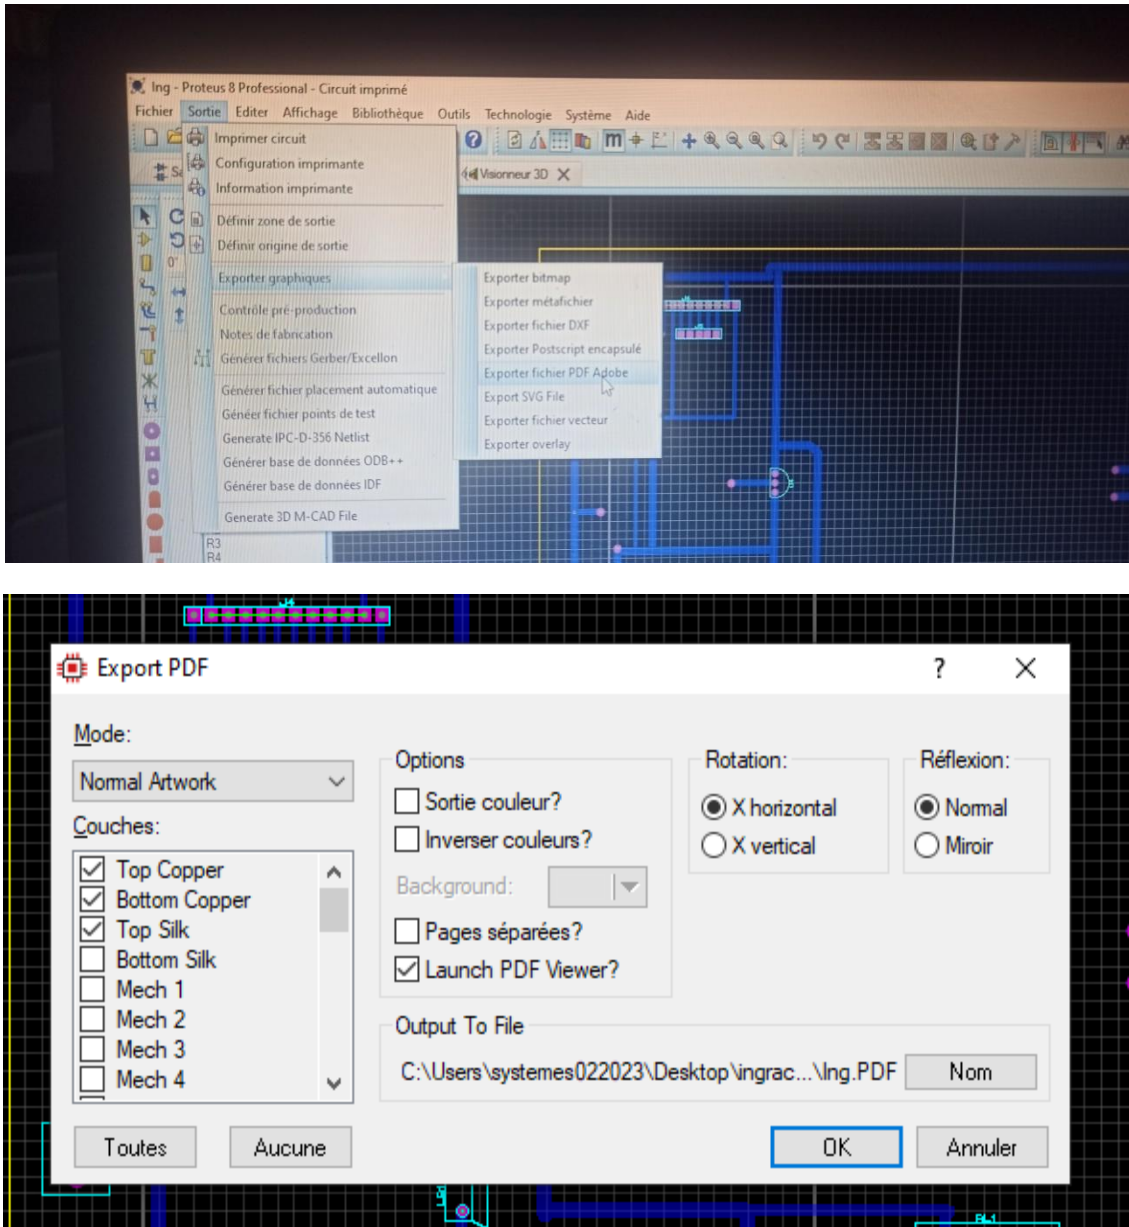 Ing - Proteus 8 Professional - Circuit imprimé
Fichier Sortie Editer Affichage Bibliothèque Outils Technologie Système Aide
Imprimer circuit
Configuration imprimante
Information imprimante
Visionneur 3D
Définir zone de sortie
Définir origine de sortie
0°
Exporter graphiques
Exporter bitmap
Exporter métafichier
Exporter fichier DXF
Exporter Postscript encapsulé
Exporter fichier PDF Adobe
Export SVG File
Exporter fichier vecteur
Exporter overlay
Contrôle pré-production
Notes de fabrication
Générer fichiers Gerber/Excellon
Générer fichier placement automatique
Généer fichier points de test
Generate IPC-D-356 Netlist
Générer base de données ODB++
Générer base de données IDF
Generate 3D M-CAD File
R3
R4
J4
Export PDF
Mode:
Normal Artwork
Couches:
Top Copper
Bottom Copper
Top Silk
Bottom Silk
Mech 1
Mech 2
Mech 3
Mech 4
Toutes
Aucune
Options
Sortie couleur?
Inverser couleurs?
Background:
Pages séparées?
Launch PDF Viewer?
Rotation:
X horizontal
X vertical
Réflexion:
Normal
Miroir
Output To File
C:\Users\systemes022023\Desktop\ingrac...\Ing.PDF
Nom
OK
Annuler